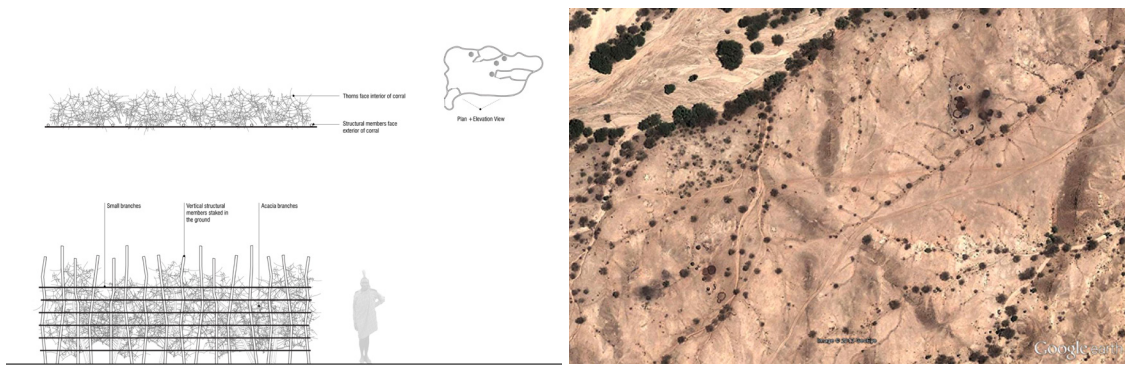 Thorns face interior of corral
Structural members face
exterior of corral
Plan + Elevation View
Small branches
Vertical structural
members staked in
the ground
Acacia branches
Image ©
Google earth